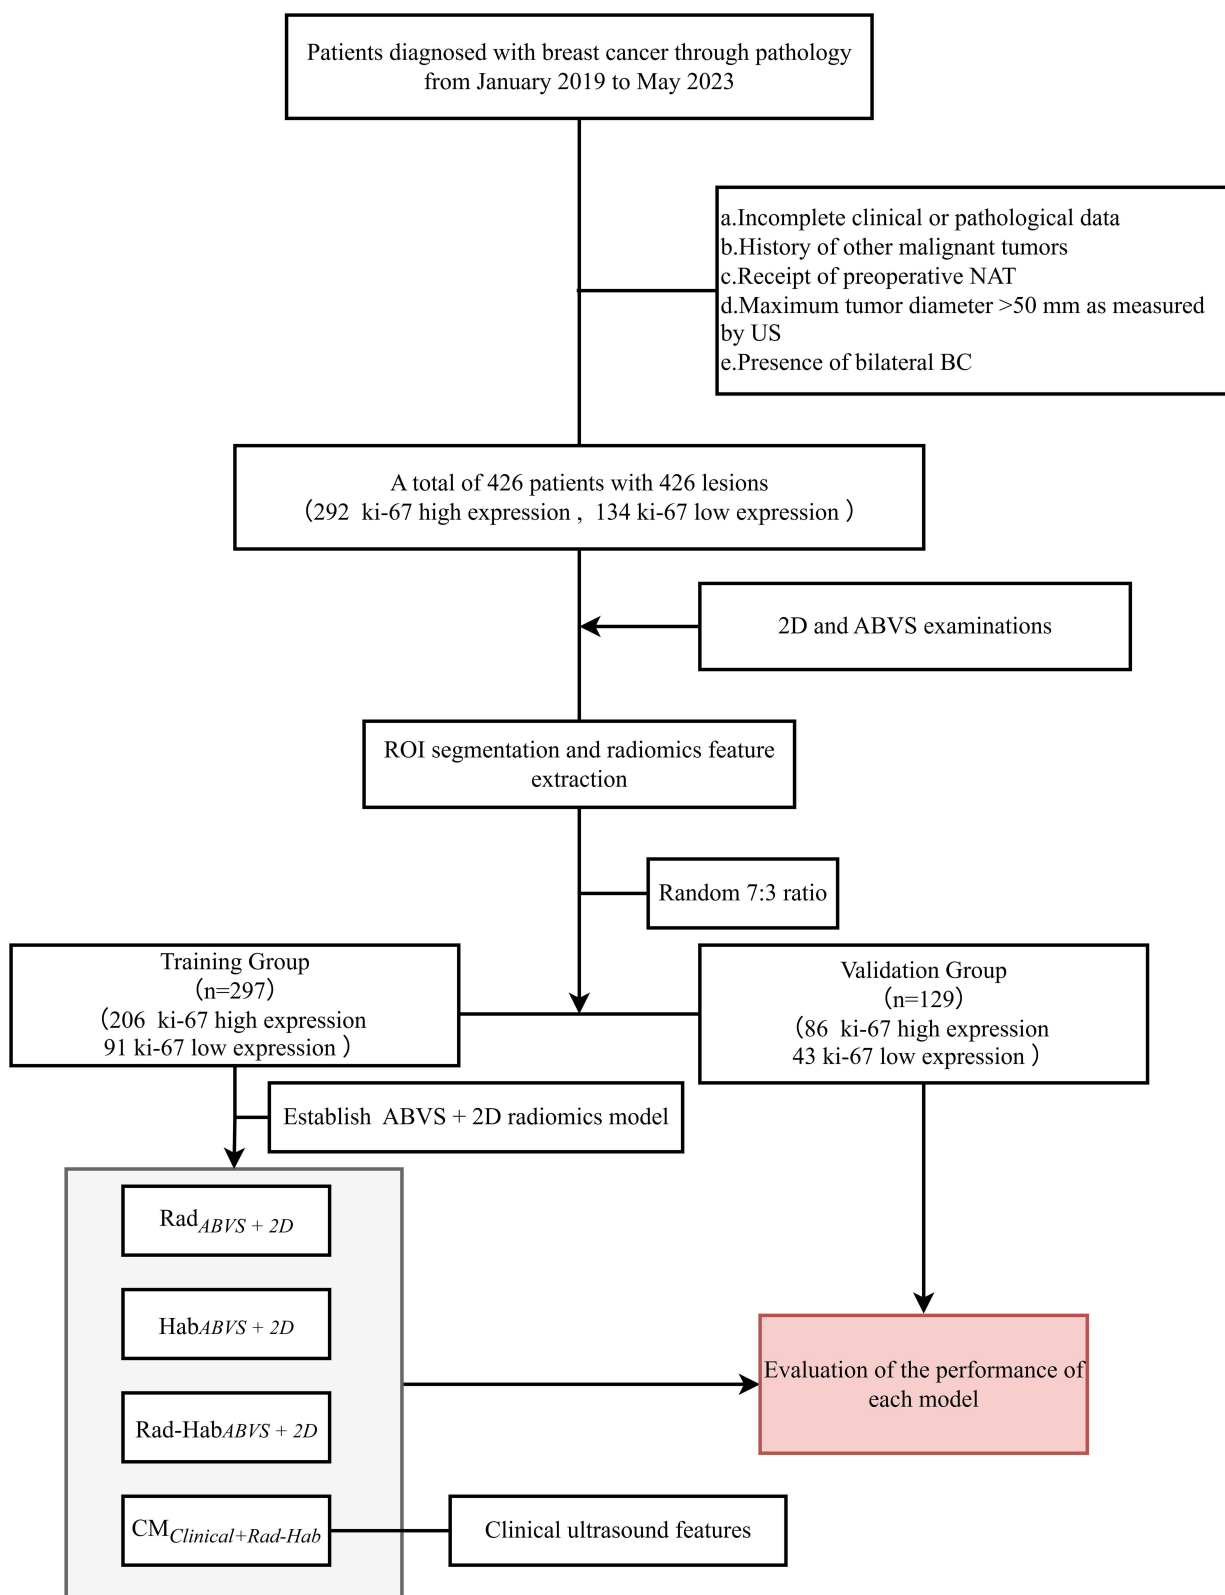 Patients diagnosed with breast cancer through pathology
from January 2019 to May 2023
a.Incomplete clinical or pathological data
b.History of other malignant tumors
c.Receipt of preoperative NAT
d.Maximum tumor diameter >50 mm as measured
by US
e.Presence of bilateral BC
A total of 426 patients with 426 lesions
（292 ki-67 high expression , 134 ki-67 low expression ）
2D and ABVS examinations
ROI segmentation and radiomics feature
extraction
Random 7:3 ratio
Training Group
（n=297）
（206 ki-67 high expression
91 ki-67 low expression ）
Validation Group
（n=129）
（86 ki-67 high expression
43 ki-67 low expression ）
Establish ABVS + 2D radiomics model
Rad ABVS + 2D
HabABVS + 2D
Rad-HabABVS + 2D
CM Clinical+Rad-Hab
Clinical ultrasound features
Evaluation of the performance of
each model